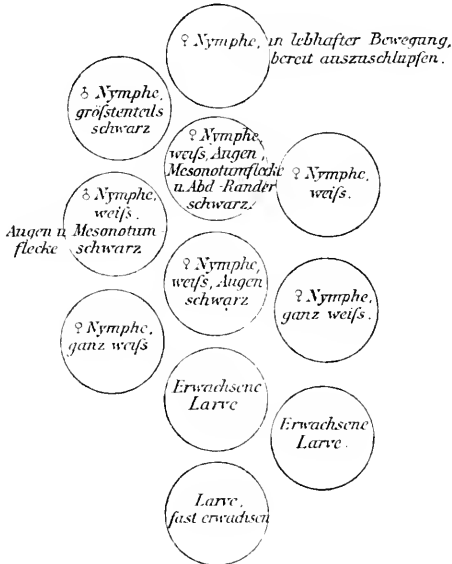 ♀ Nymphe, in lebhafter Bewegung,
bereit auszuschlüpfen.
♂ Nymphe,
größtenteils
schwarz
♀ Nymphe,
weiß, Augen,
Mesonotumflecke
u. Abd-Rander
schwarz.
♀ Nymphe,
weiß.
♂ Nymphe,
weiß.
Augen u. Mesonotum-
flecke schwarz
♀ Nymphe,
weiß, Augen
schwarz
♀ Nymphe,
ganz weiß.
♀ Nymphe,
ganz weiß
Erwachsene
Larve
Erwachsene
Larve.
Larve,
fast erwachsen